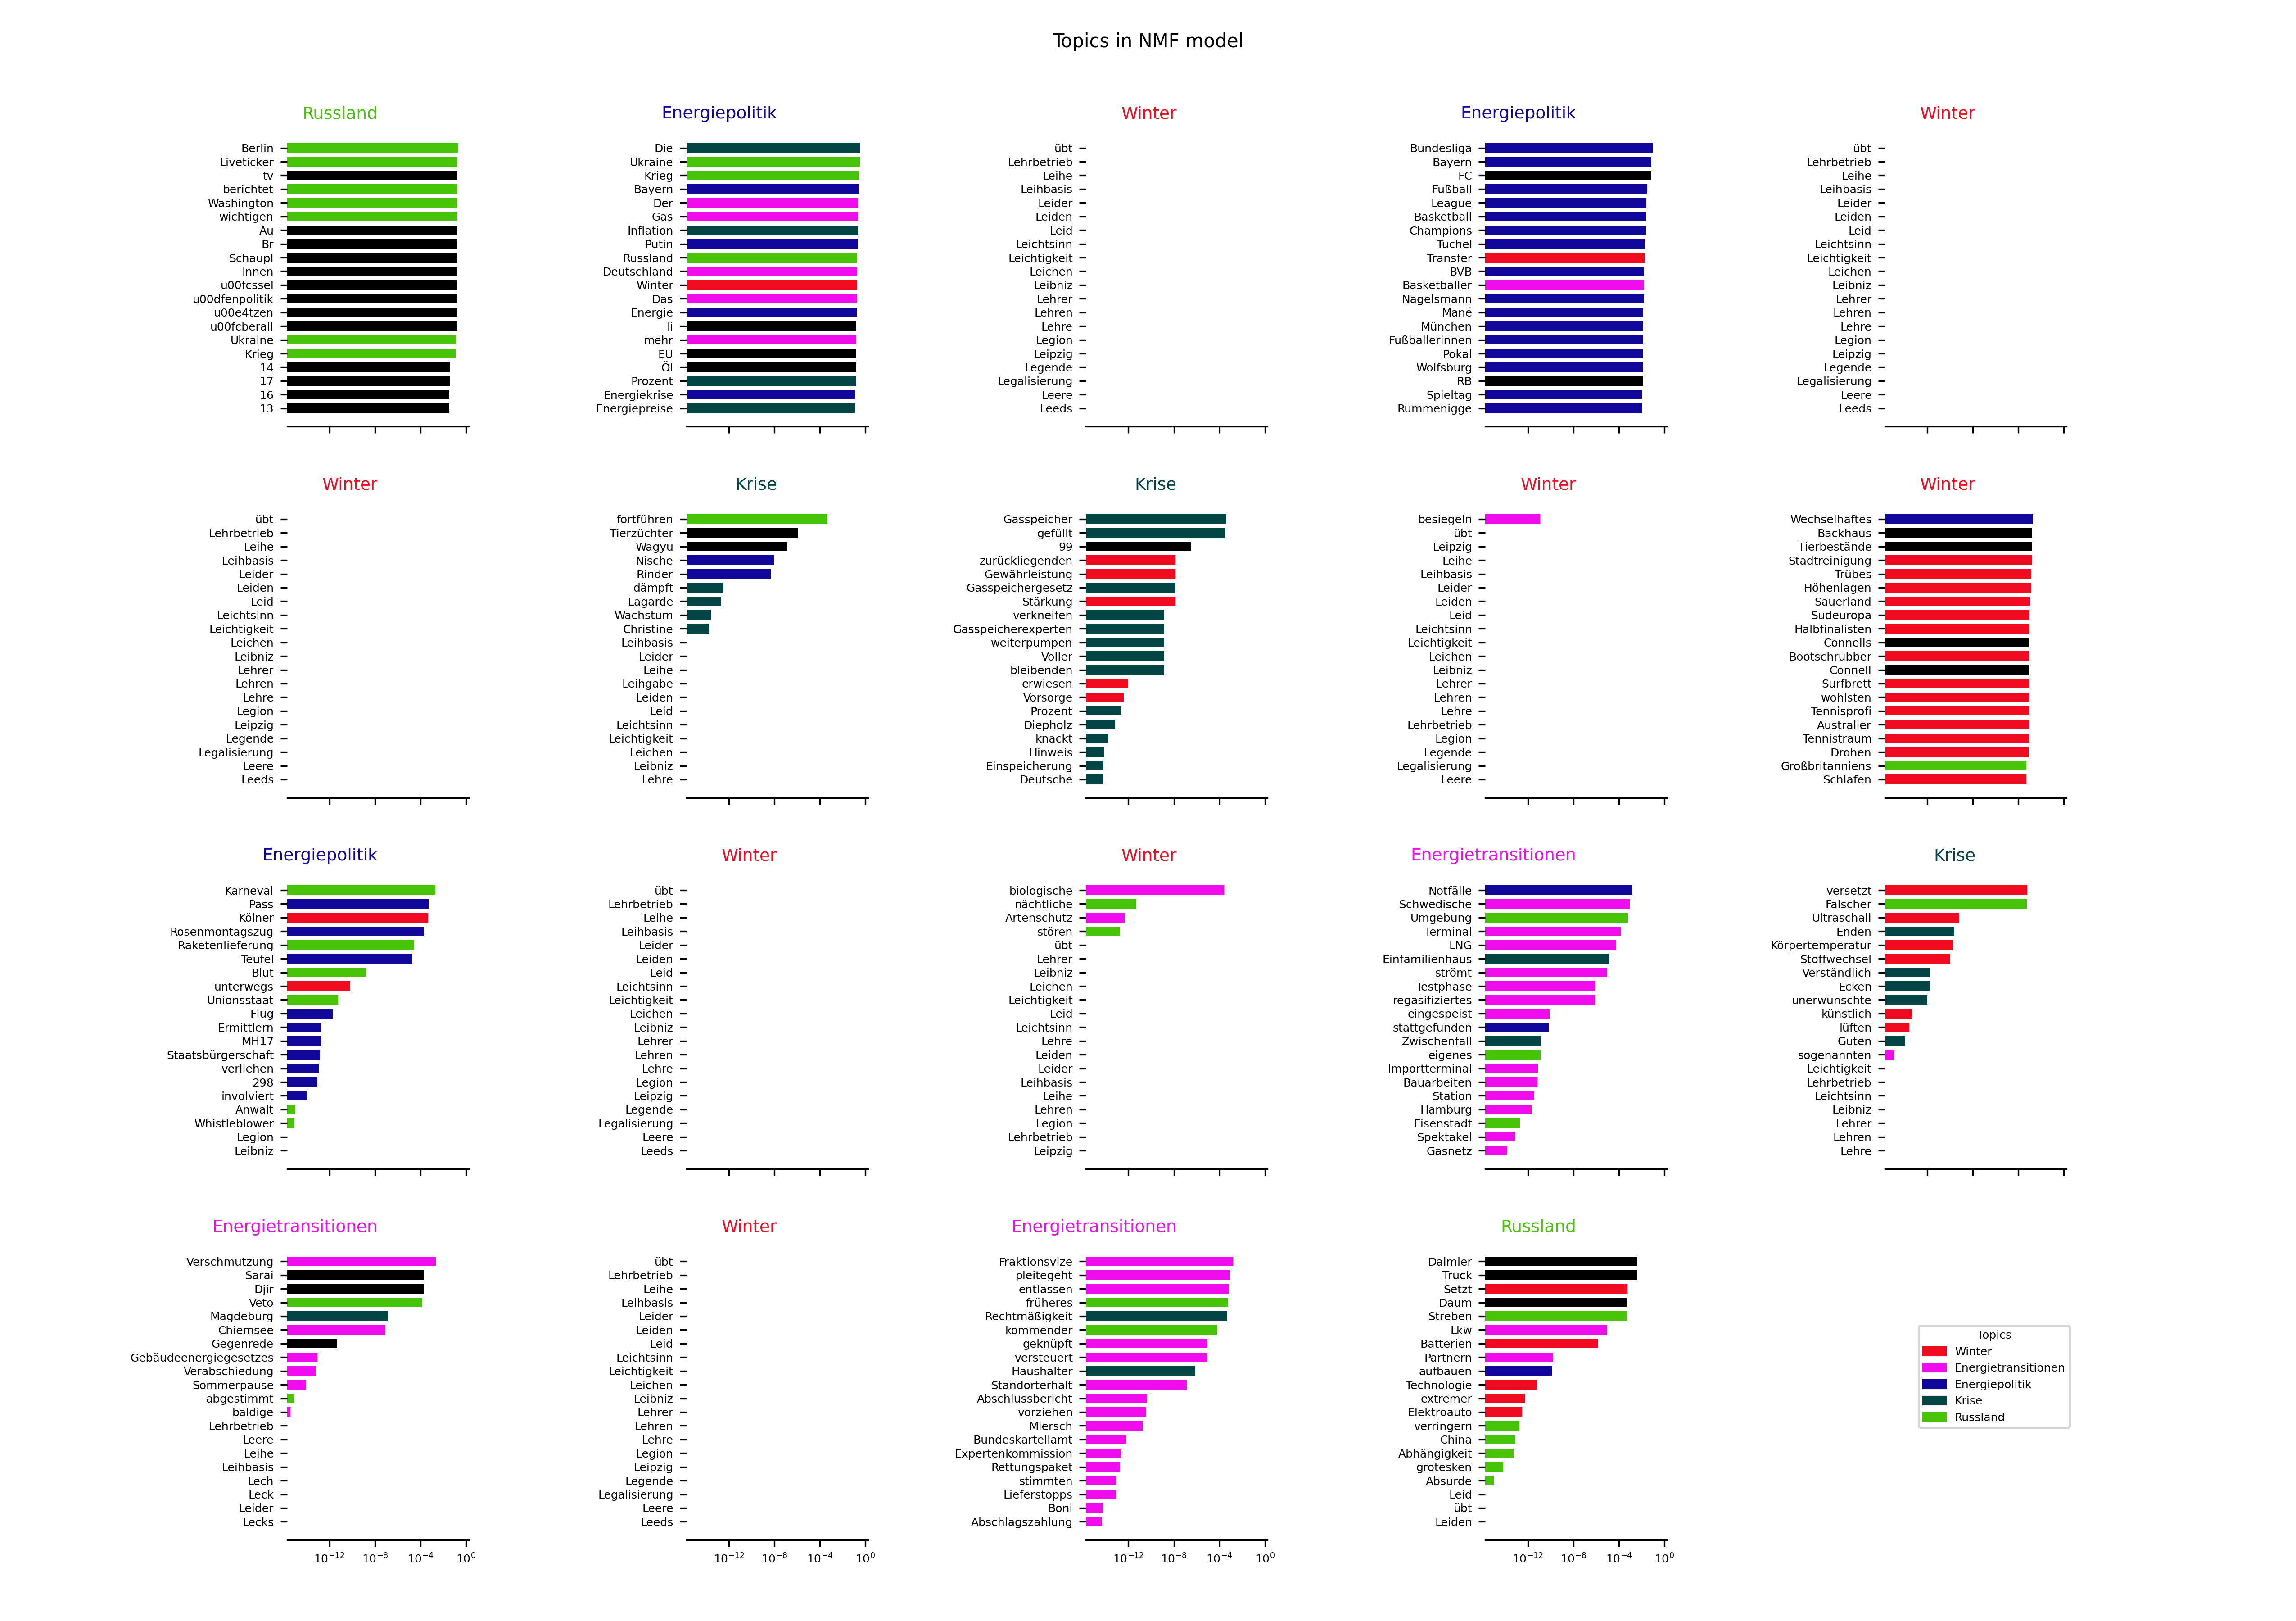 Topics in NMF model
Russland
Berlin
Liveticker
tv
berichtet
Washington
wichtigen
Au
Br
Schaupl
Innen
u00fcssel
u00dfenpolitik
u00e4tzen
u00fcberall
Ukraine
Krieg
14
17
16
13
Energiepolitik
Die
Ukraine
Krieg
Bayern
Der
Gas
Inflation
Putin
Russland
Deutschland
Winter
Das
Energie
li
mehr
EU
Öl
Prozent
Energiekrise
Energiepreise
Winter
übt
Lehrbetrieb
Leihe
Leihbasis
Leider
Leiden
Leid
Leichtsinn
Leichtigkeit
Leichen
Leibniz
Lehrer
Lehren
Lehre
Legion
Leipzig
Legende
Legalisierung
Leere
Leeds
Energiepolitik
Bundesliga
Bayern
FC
Fußball
League
Basketball
Champions
Tuchel
Transfer
BVB
Basketballer
Nagelsmann
Mané
München
Fußballerinnen
Pokal
Wolfsburg
RB
Spieltag
Rummenigge
Winter
übt
Lehrbetrieb
Leihe
Leihbasis
Leider
Leiden
Leid
Leichtsinn
Leichtigkeit
Leichen
Leibniz
Lehrer
Lehren
Lehre
Legion
Leipzig
Legende
Legalisierung
Leere
Leeds
Winter
übt
Lehrbetrieb
Leihe
Leihbasis
Leider
Leiden
Leid
Leichtsinn
Leichtigkeit
Leichen
Leibniz
Lehrer
Lehren
Lehre
Legion
Leipzig
Legende
Legalisierung
Leere
Leeds
Krise
fortführen
Tierzüchter
Wagyu
Nische
Rinder
dämpft
Lagarde
Wachstum
Christine
Leihbasis
Leider
Leihe
Leihgabe
Leiden
Leid
Leichtsinn
Leichtigkeit
Leichen
Leibniz
Lehre
Krise
Gasspeicher
gefüllt
99
zurückliegenden
Gewährleistung
Gasspeichergesetz
Stärkung
verkneifen
Gasspeicherexperten
weiterpumpen
Voller
bleibenden
erwiesen
Vorsorge
Prozent
Diepholz
knackt
Hinweis
Einspeicherung
Deutsche
Winter
besiegeln
übt
Leipzig
Leihe
Leihbasis
Leider
Leiden
Leid
Leichtsinn
Leichtigkeit
Leichen
Leibniz
Lehrer
Lehren
Lehre
Lehrbetrieb
Legion
Legende
Legalisierung
Leere
Winter
Wechselhaftes
Backhaus
Tierbestände
Stadtreinigung
Trübes
Höhenlagen
Sauerland
Südeuropa
Halbfinalisten
Connells
Bootschrubber
Connell
Surfbrett
wohlsten
Tennisprofi
Australier
Tennistraum
Drohen
Großbritanniens
Schlafen
Energiepolitik
Karneval
Pass
Kölner
Rosenmontagszug
Raketenlieferung
Teufel
Blut
unterwegs
Unionsstaat
Flug
Ermittlern
MH17
Staatsbürgerschaft
verliehen
298
involviert
Anwalt
Whistleblower
Legion
Leibniz
Winter
übt
Lehrbetrieb
Leihe
Leihbasis
Leider
Leiden
Leid
Leichtsinn
Leichtigkeit
Leichen
Leibniz
Lehrer
Lehren
Lehre
Legion
Leipzig
Legende
Legalisierung
Leere
Leeds
Winter
biologische
nächtliche
Artenschutz
stören
übt
Lehrer
Leibniz
Leichen
Leichtigkeit
Leid
Leichtsinn
Lehre
Leiden
Leider
Leihbasis
Leihe
Lehren
Legion
Lehrbetrieb
Leipzig
Energietransitionen
Notfälle
Schwedische
Umgebung
Terminal
LNG
Einfamilienhaus
strömt
Testphase
regasifiziertes
eingespeist
stattgefunden
Zwischenfall
eigenes
Importterminal
Bauarbeiten
Station
Hamburg
Eisenstadt
Spektakel
Gasnetz
Krise
versetzt
Falscher
Ultraschall
Enden
Körpertemperatur
Stoffwechsel
Verständlich
Ecken
unerwünschte
künstlich
lüften
Guten
sogenannten
Leichtigkeit
Lehrbetrieb
Leichtsinn
Leibniz
Lehrer
Lehren
Lehre
Energietransitionen
Verschmutzung
Sarai
Djir
Veto
Magdeburg
Chiemsee
Gegenrede
Gebäudeenergiegesetzes
Verabschiedung
Sommerpause
abgestimmt
baldige
Lehrbetrieb
Leere
Leihe
Leihbasis
Lech
Leck
Leider
Lecks
10⁻¹² 10⁻⁸ 10⁻⁴ 10⁰
Winter
übt
Lehrbetrieb
Leihe
Leihbasis
Leider
Leiden
Leid
Leichtsinn
Leichtigkeit
Leichen
Leibniz
Lehrer
Lehren
Lehre
Legion
Leipzig
Legende
Legalisierung
Leere
Leeds
10⁻¹² 10⁻⁸ 10⁻⁴ 10⁰
Energietransitionen
Fraktionsvize
pleitegeht
entlassen
früheres
Rechtmäßigkeit
kommender
geknüpft
versteuert
Haushälter
Standorterhalt
Abschlussbericht
vorziehen
Miersch
Bundeskartellamt
Expertenkommission
Rettungspaket
stimmten
Lieferstopps
Boni
Abschlagszahlung
10⁻¹² 10⁻⁸ 10⁻⁴ 10⁰
Russland
Daimler
Truck
Setzt
Daum
Streben
Lkw
Batterien
Partnern
aufbauen
Technologie
extremer
Elektroauto
verringern
China
Abhängigkeit
grotesken
Absurde
Leid
übt
Leiden
10⁻¹² 10⁻⁸ 10⁻⁴ 10⁰
Topics
Winter
Energietransitionen
Energiepolitik
Krise
Russland